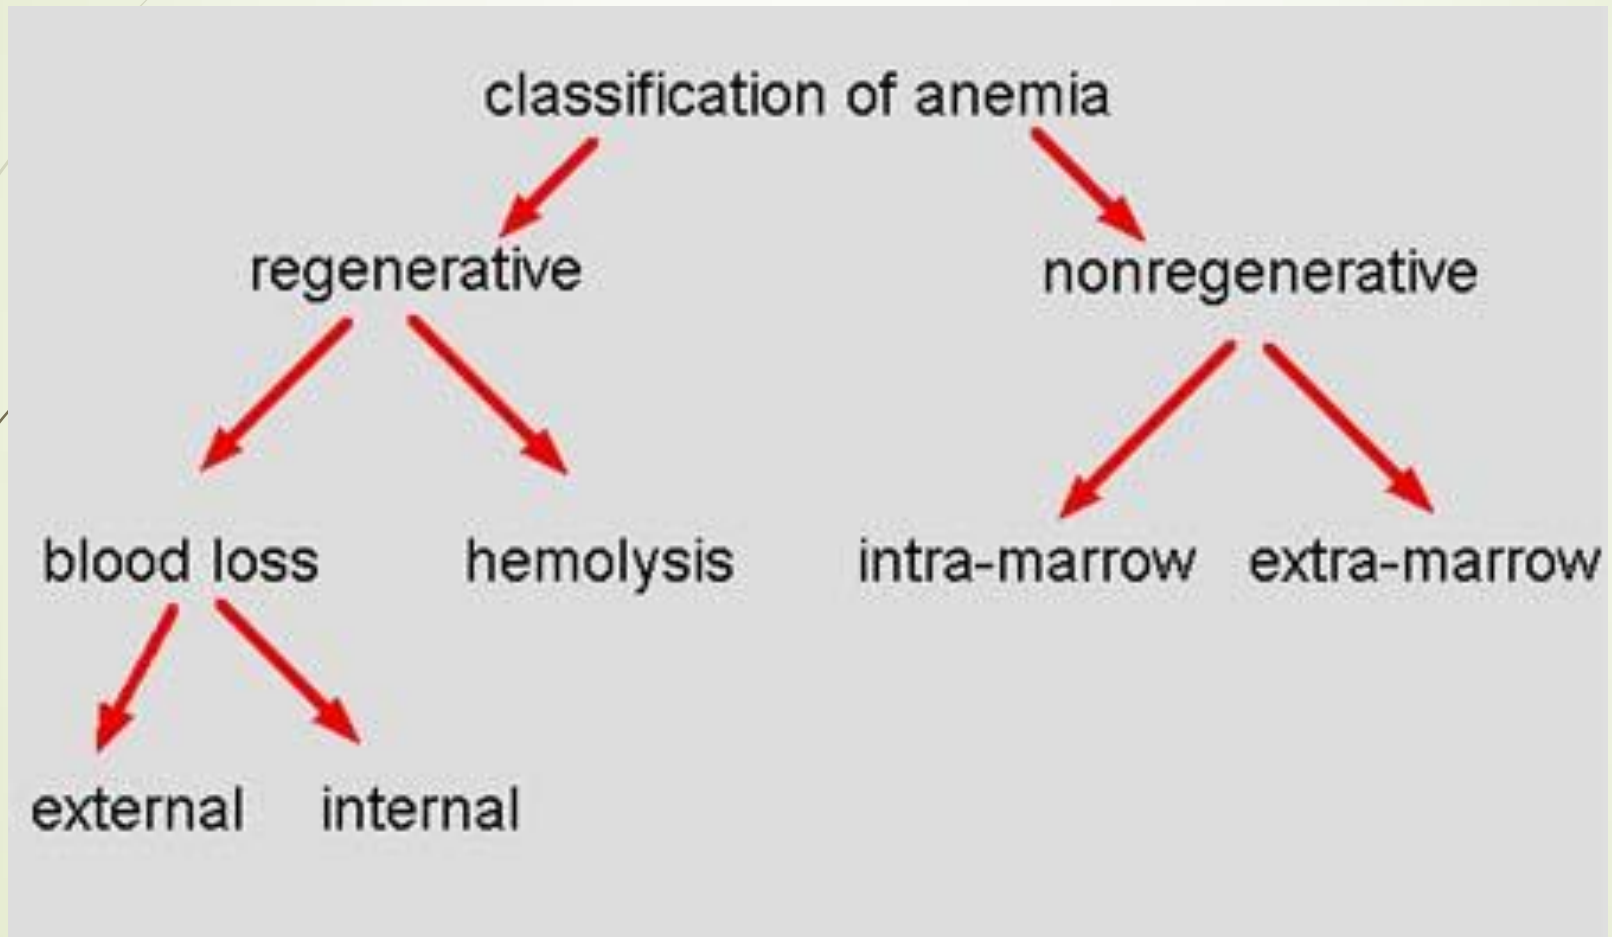 classification of anemia
regenerative nonregenerative
blood loss hemolysis intra-marrow extra-marrow
external internal